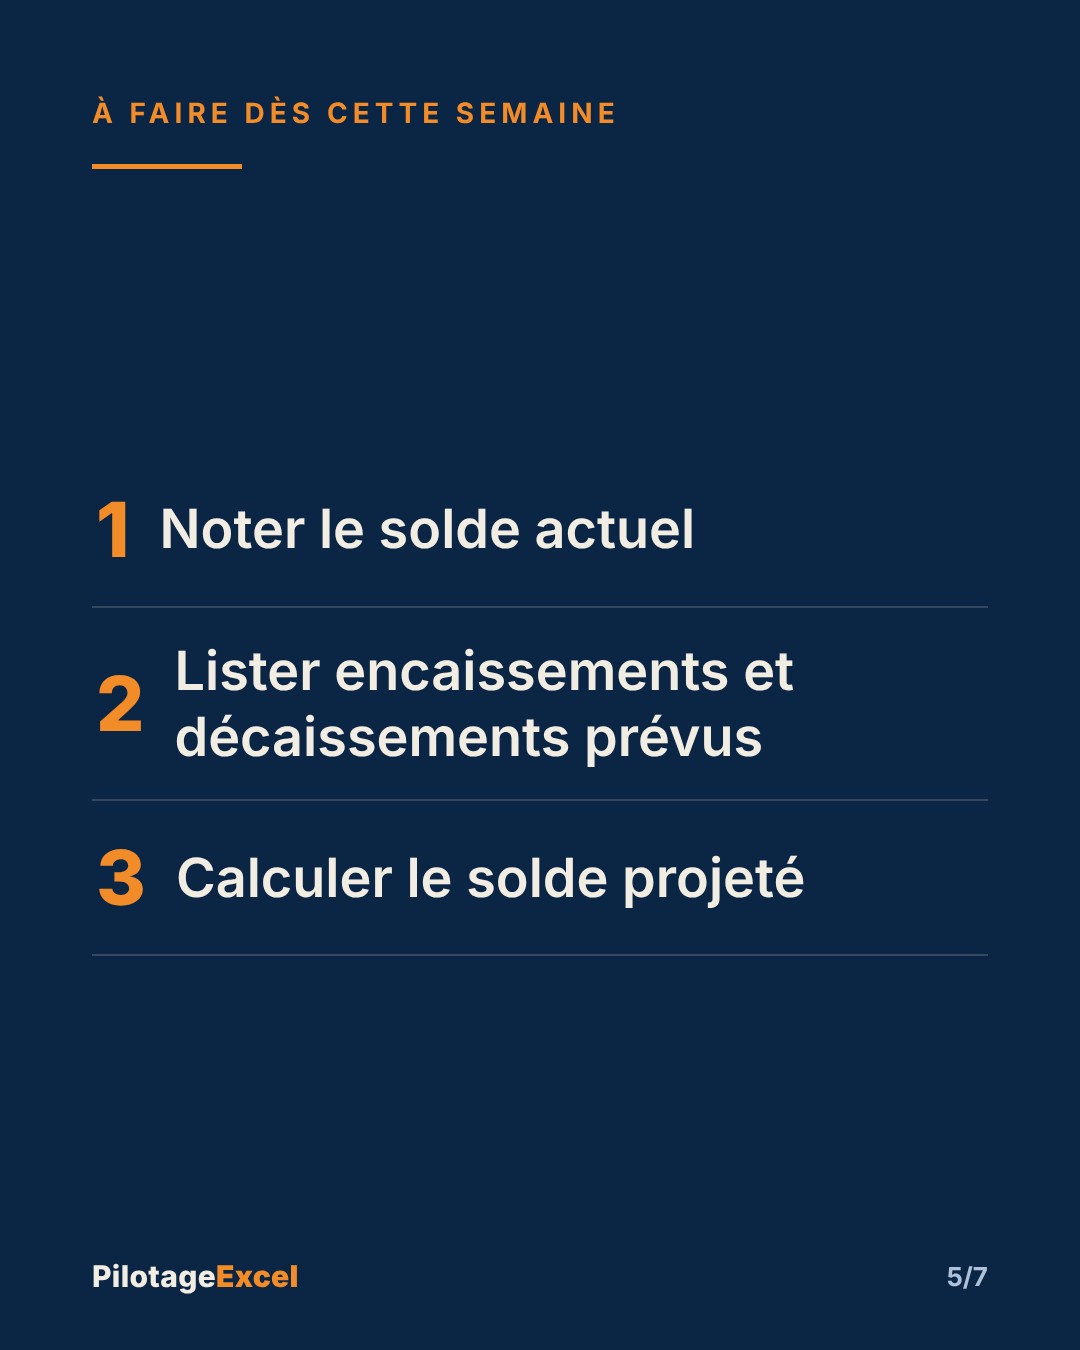 À FAIRE DÈS CETTE SEMAINE
1 Noter le solde actuel
2 Lister encaissements et
décaissements prévus
3 Calculer le solde projeté
PilotageExcel
5/7